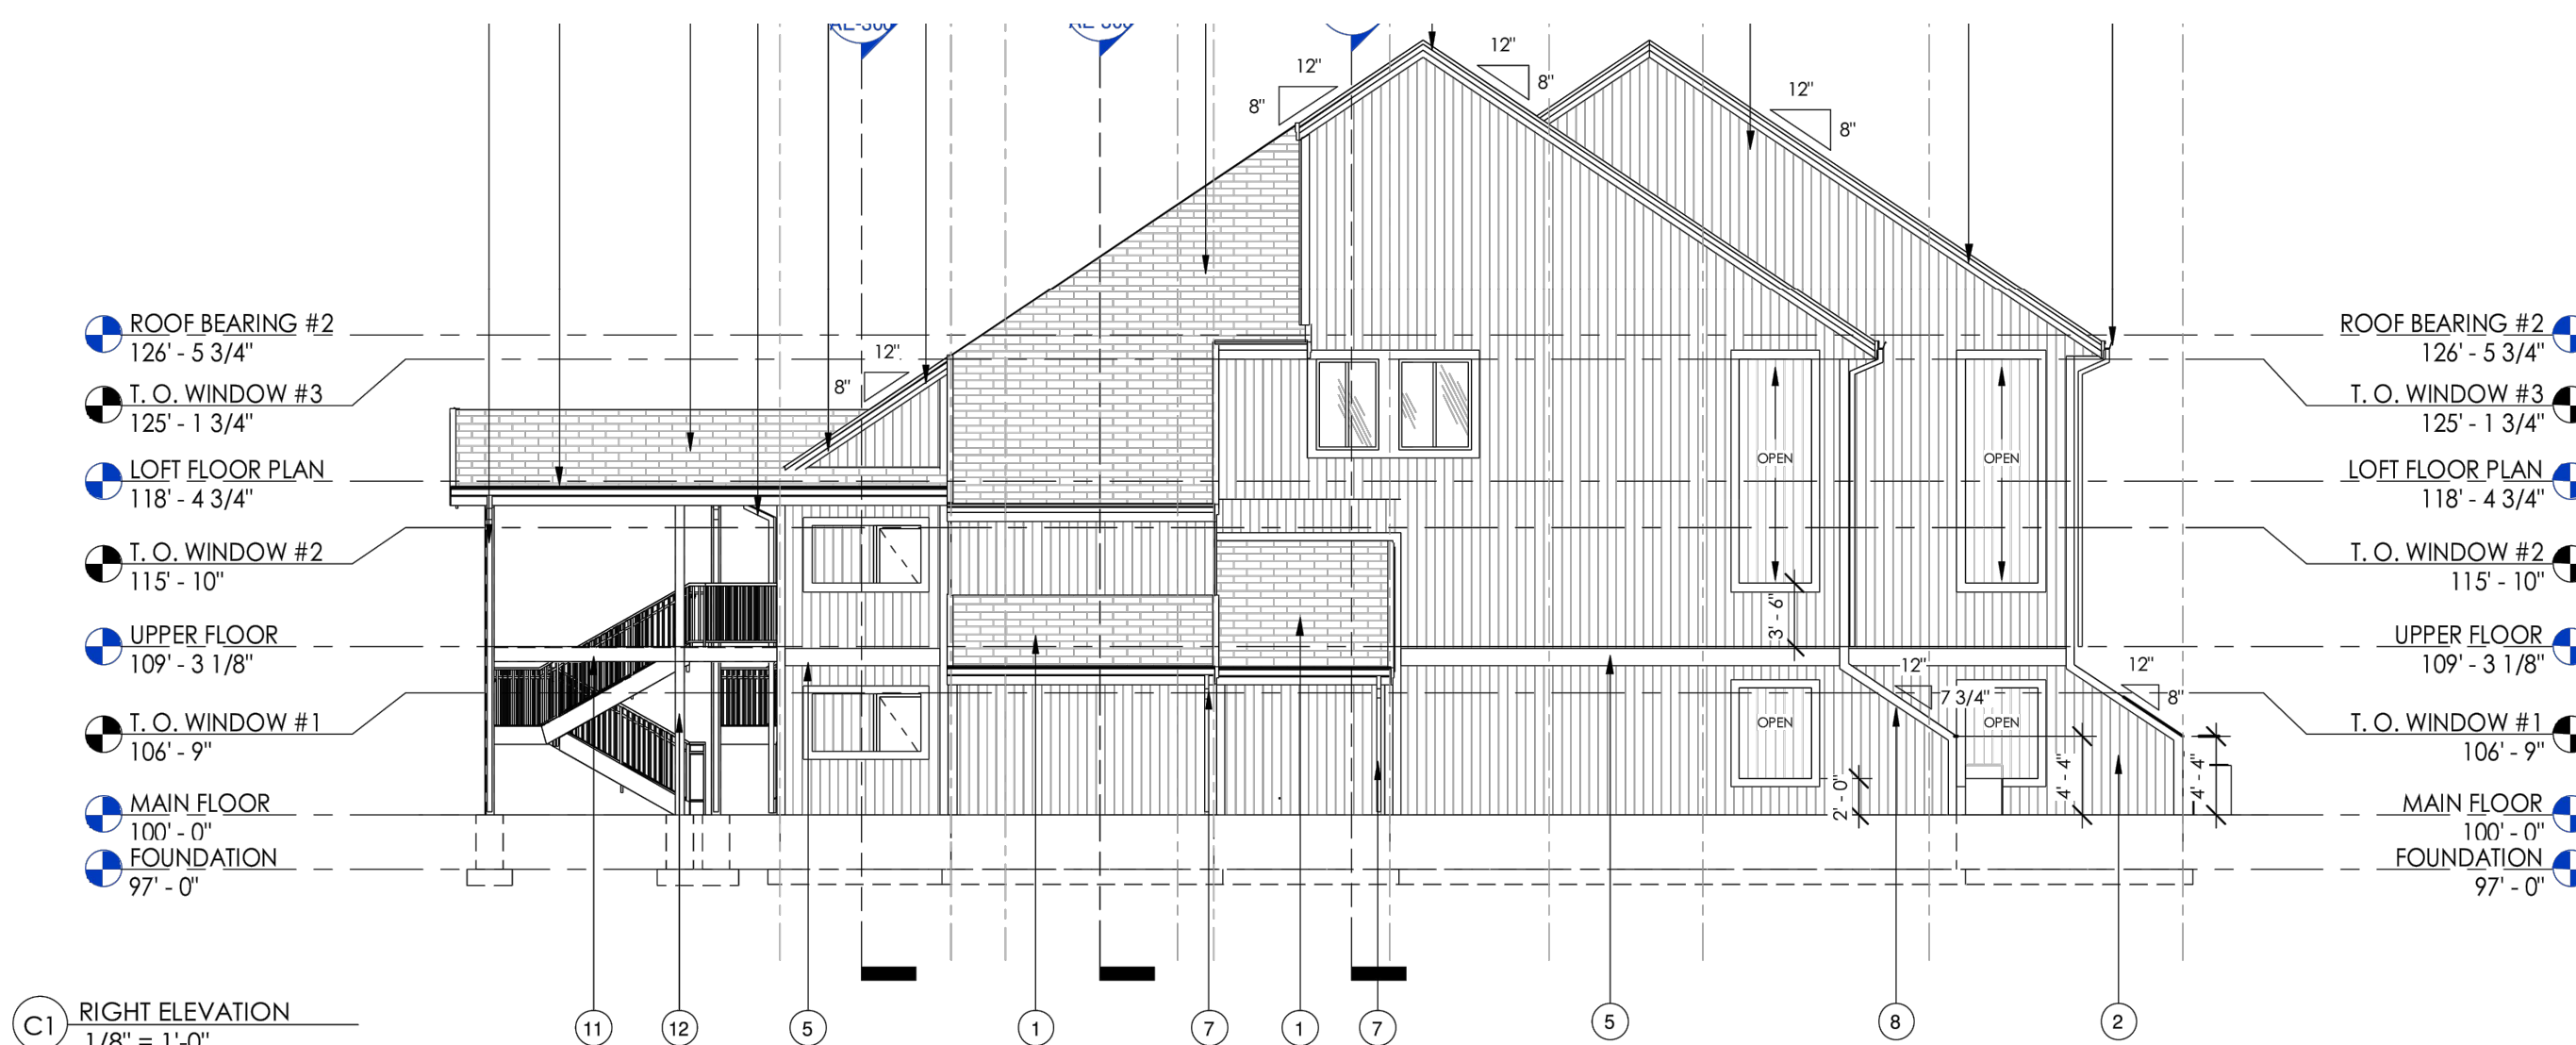 AE-300
12"
8"
12"
8"
12"
8"
12"
8"
ROOF BEARING #2
126' - 5 3/4"
T. O. WINDOW #3
125' - 1 3/4"
LOFT FLOOR PLAN
118' - 4 3/4"
T. O. WINDOW #2
115' - 10"
UPPER FLOOR
109' - 3 1/8"
T. O. WINDOW #1
106' - 9"
MAIN FLOOR
100' - 0"
FOUNDATION
97' - 0"
OPEN
OPEN
3' - 6"
12"
7 3/4"
12"
8"
OPEN
OPEN
2' - 0"
4' - 4"
4' - 4"
ROOF BEARING #2
126' - 5 3/4"
T. O. WINDOW #3
125' - 1 3/4"
LOFT FLOOR PLAN
118' - 4 3/4"
T. O. WINDOW #2
115' - 10"
UPPER FLOOR
109' - 3 1/8"
T. O. WINDOW #1
106' - 9"
MAIN FLOOR
100' - 0"
FOUNDATION
97' - 0"
C1 RIGHT ELEVATION
1/8" = 1'-0"
11 12 5 1 7 1 7 5 8 2